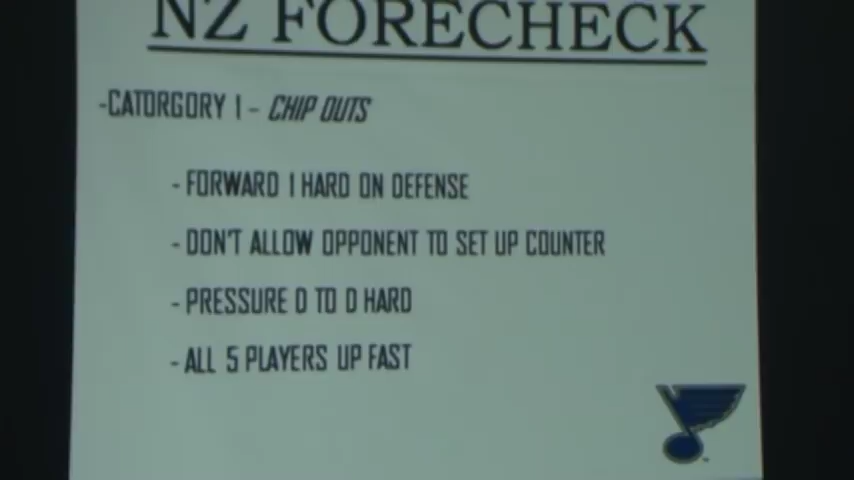 NZ FORECHECK
-CATORGORY 1 - CHIP OUTS
- FORWARD 1 HARD ON DEFENSE
- DON'T ALLOW OPPONENT TO SET UP COUNTER
- PRESSURE D TO D HARD
- ALL 5 PLAYERS UP FAST